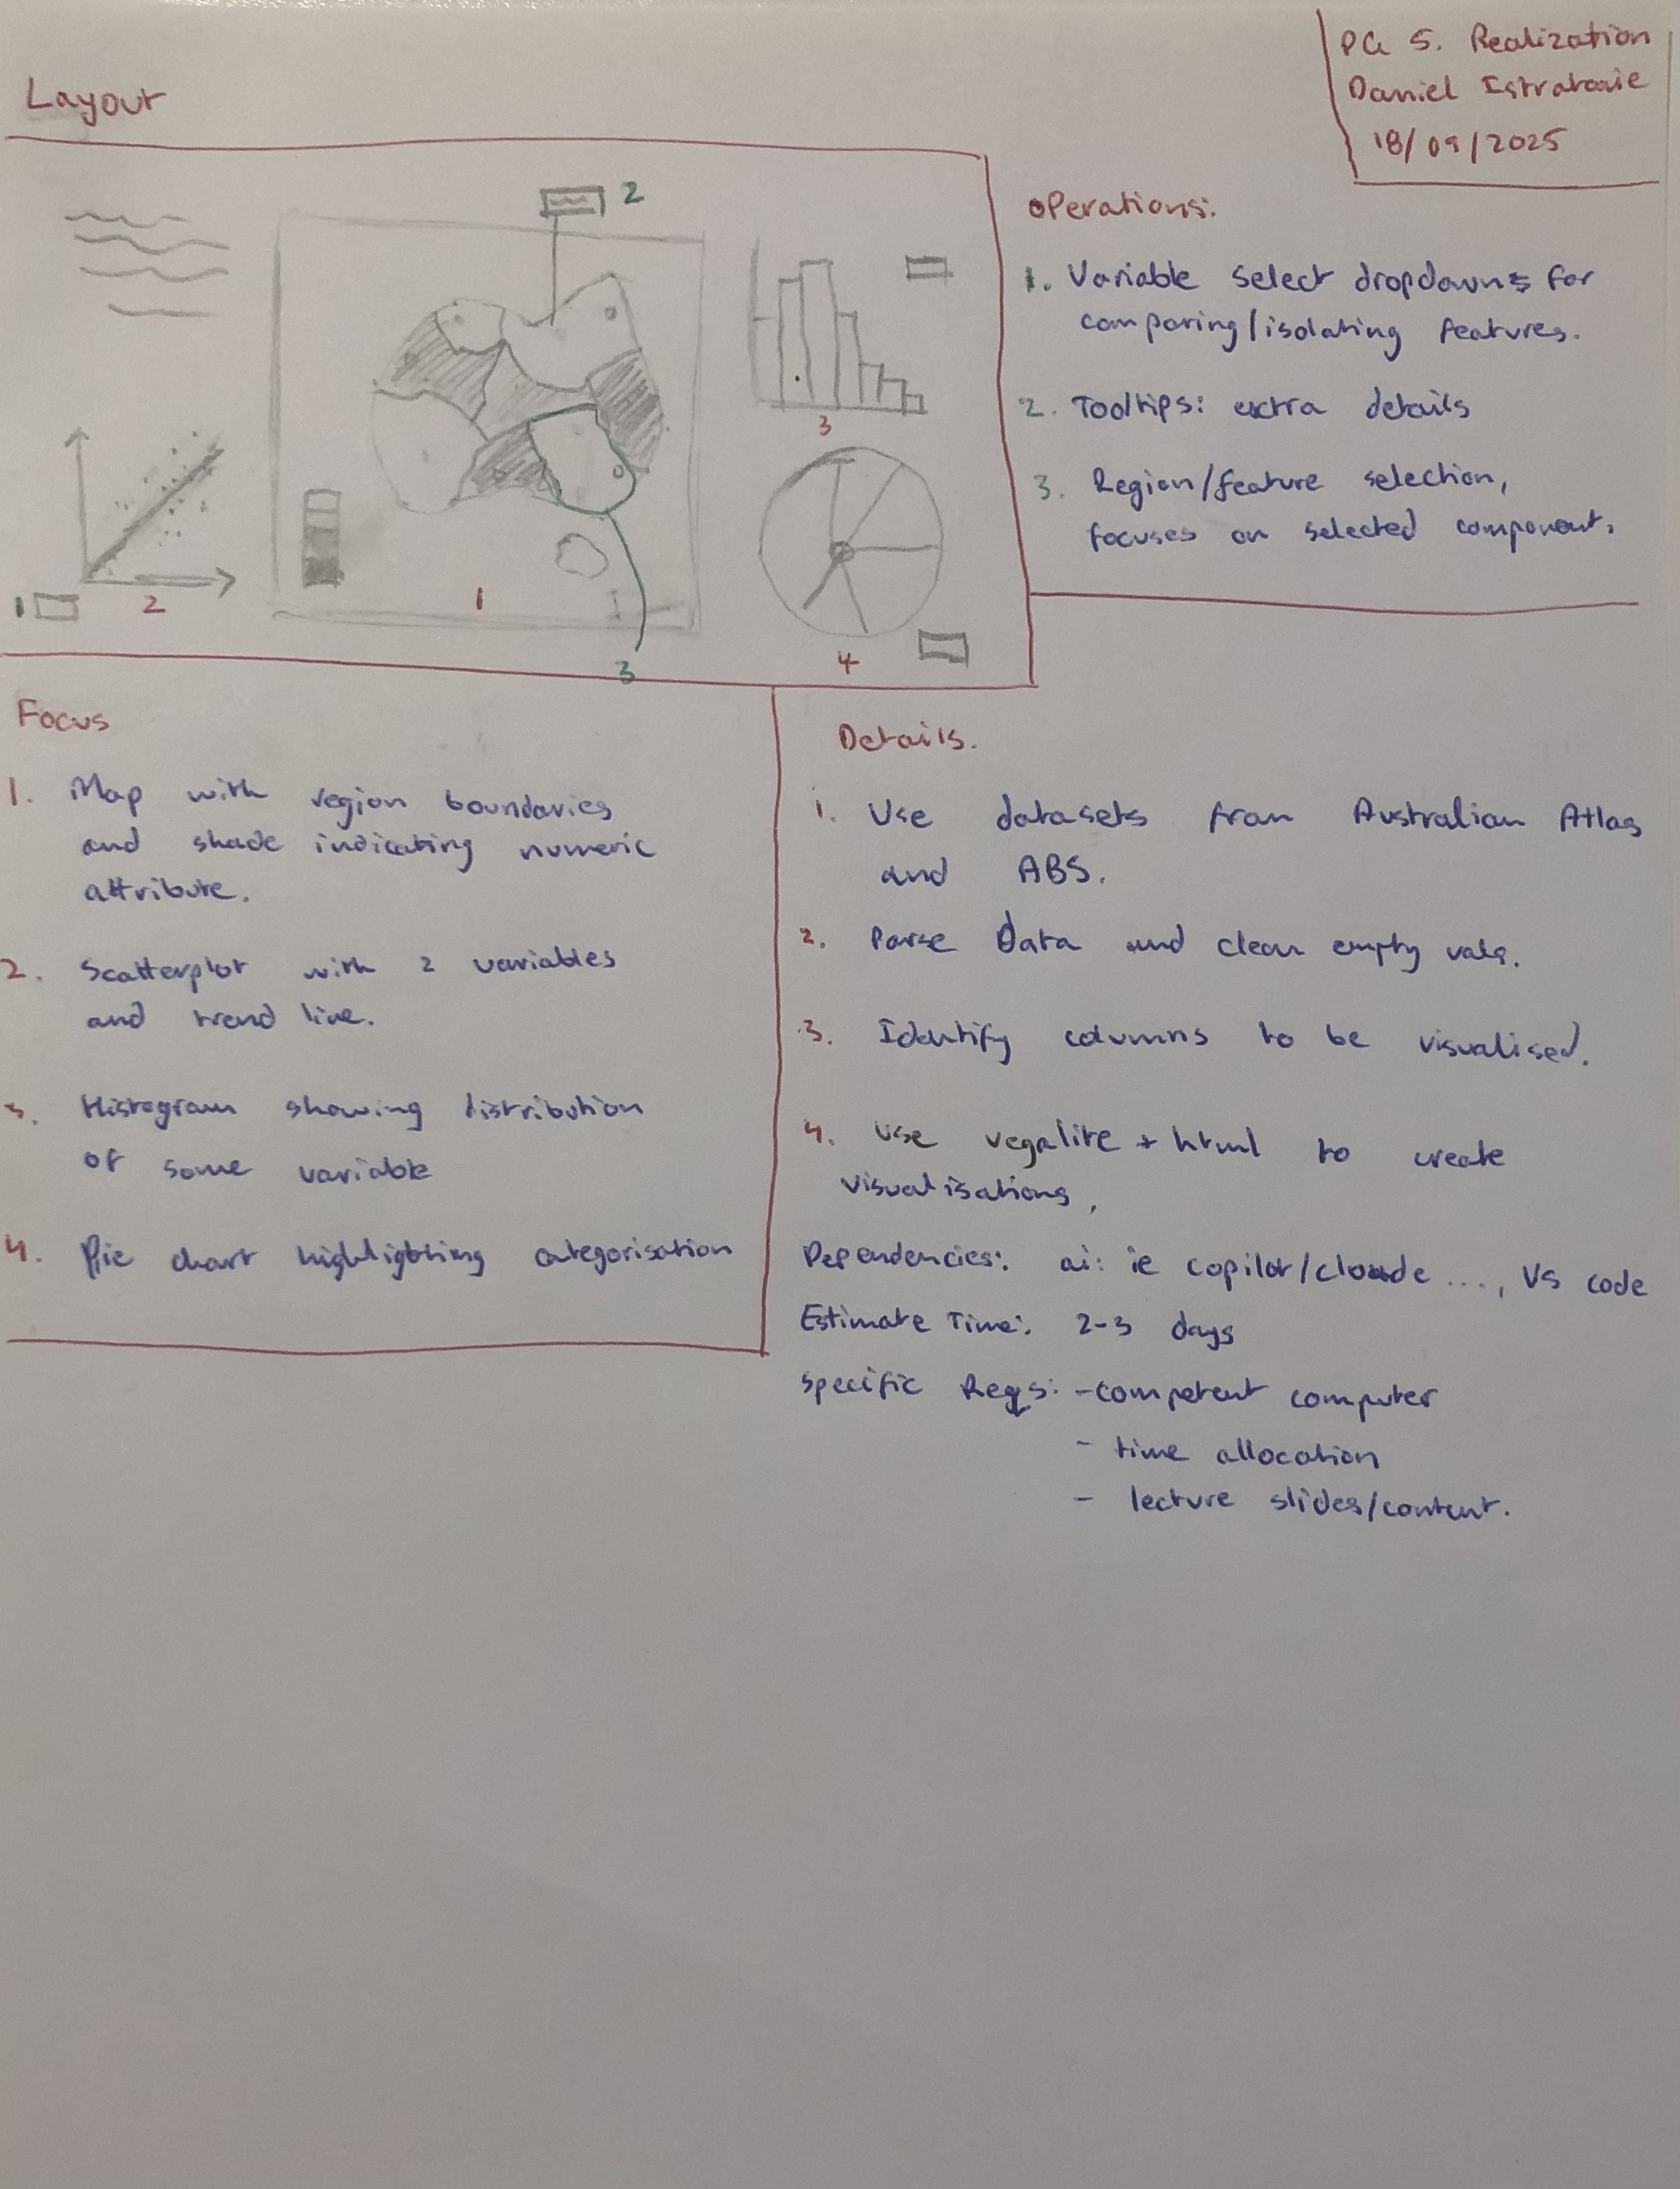 Layout
PG 5. Realization
Daniel
18/09/2025
2
3
1
1
2
3
4
Operations:
1. Variable select dropdowns for
comparing/isolating features.
2. Tooltips: extra details
3. Region/feature selection,
focuses on selected component.
Focus
1. Map with region boundaries
and shade indicating numeric
attribute.
2. Scatterplot with 2 variables
and trend line.
3. Histogram showing distribution
of some variable
4. Pie chart highlighting categorisation
Details.
1. Use datasets from Australian Atlas
and ABS.
2. Parse Data and clean empty vals.
3. Identify columns to be visualised.
4. Use vegalite + html to create
visualisations,
Dependencies: ai: ie copilot/claude ..., VS code
Estimate Time: 2-3 days
Specific Reqs: -competent computer
- time allocation
- lecture slides/content.